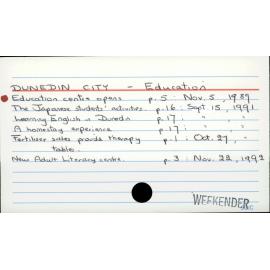 DUNEDIN CITY - Education
Education centre opens p. 5 : Nov. 5, 1989
The Japanese students' activities. p. 16 : Sept. 15, 1991
Learning English in Dunedin p. 17 : " "
A homestay experience p. 17 : " "
Fertiliser sales provide therapy p. 1 : Oct. 27, "
tables.
New Adult Literacy centre. p. 3 : Nov. 22, 1992
WEEKENDER